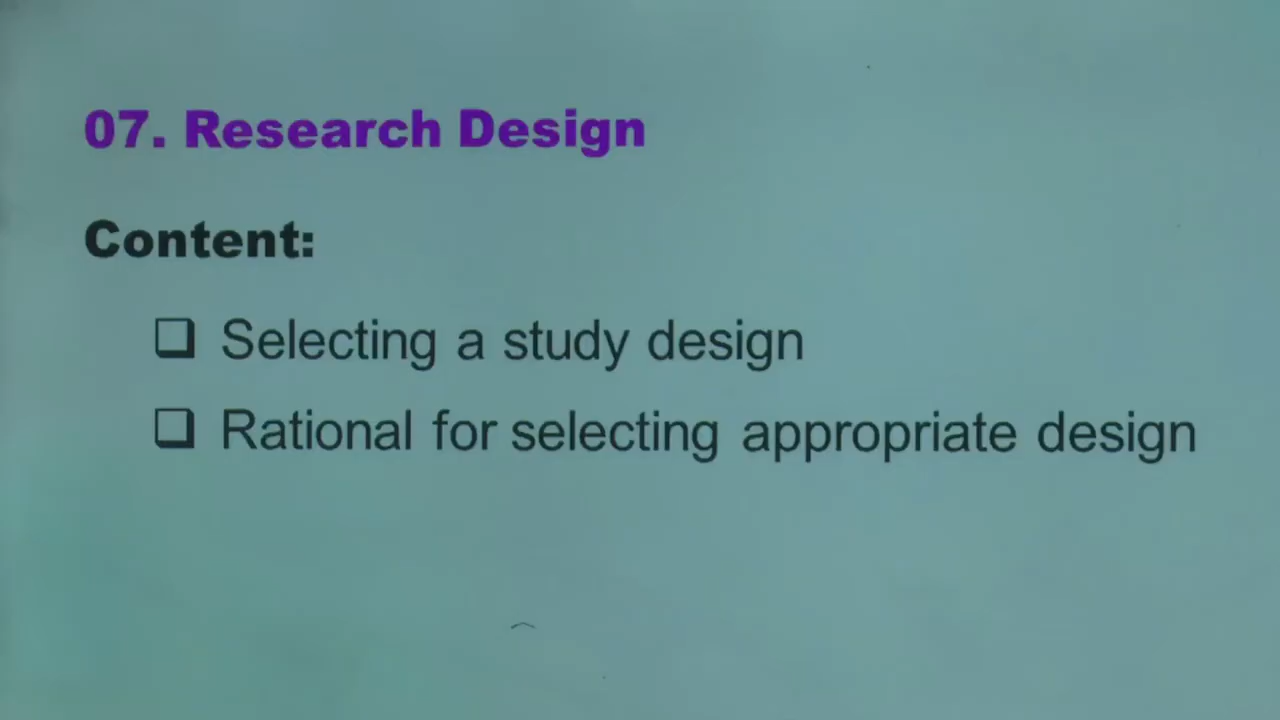 07. Research Design
Content:
❑ Selecting a study design
❑ Rational for selecting appropriate design